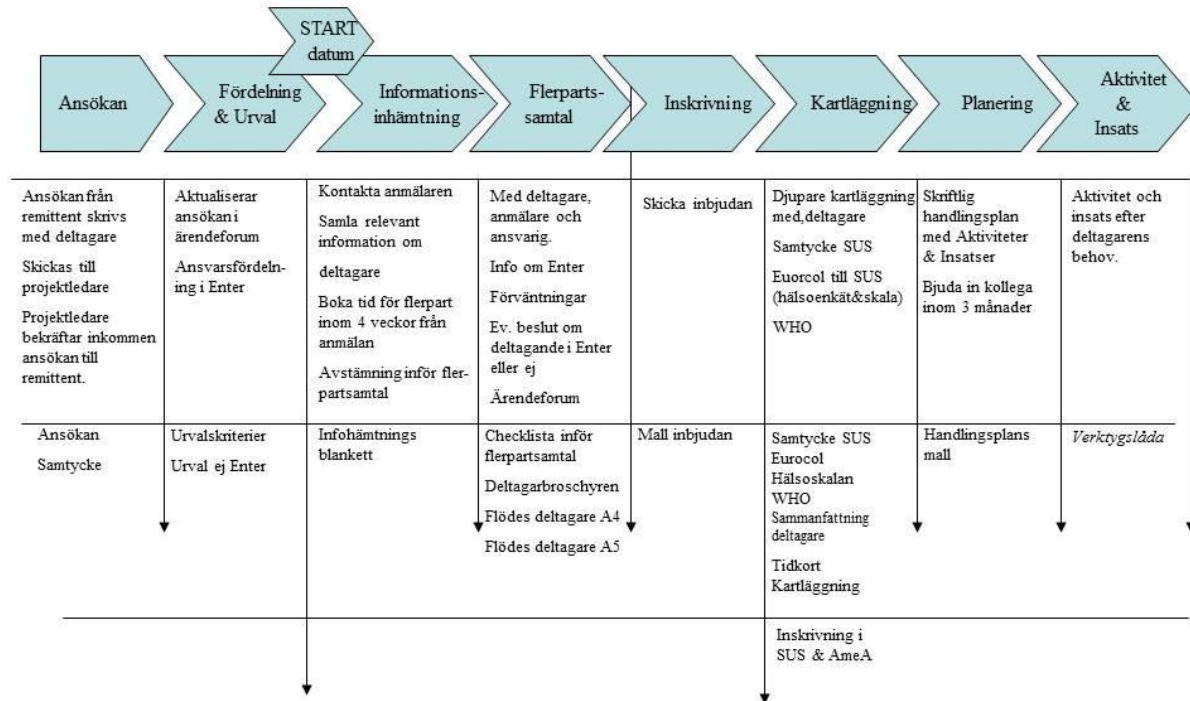 START
datum
Ansökan
Fördelning
& Urval
Informations-
inhämtning
Flerparts-
samtal
Inskrivning
Kartläggning
Planering
Aktivitet
&
Insats
Ansökan från
remittent skrivs
med deltagare
Skickas till
projektledare
Projektledare
bekräftar inkommen
ansökan till
remittent.
Aktualiserar
ansökan i
ärendeforum
Ansvarsfördeln-
ing i Enter
Kontakta anmälaren
Samla relevant
information om
deltagare
Boka tid för flerpart
inom 4 veckor från
anmälan
Avstämning inför fler-
partsamtal
Med deltagare,
anmälare och
ansvarig.
Info om Enter
Förväntningar
Ev. beslut om
deltagande i Enter
eller ej
Ärendeforum
Skicka inbjudan
Djupare kartläggning
med,deltagare
Samtycke SUS
Euorcol till SUS
(hälsoenkät&skala)
WHO
Skriftlig
handlingsplan
med Aktiviteter
& Insatser
Bjuda in kollega
inom 3 månader
Aktivitet och
insats efter
deltagarens
behov.
Ansökan
Samtycke
Urvalskriterier
Urval ej Enter
Infohämtnings
blankett
Checklista inför
flerpartsamtal
Deltagarbroschyren
Flödes deltagare A4
Flödes deltagare A5
Mall inbjudan
Samtycke SUS
Eurocol
Hälsoskalan
WHO
Sammanfattning
deltagare
Tidkort
Kartläggning
Handlingsplans
mall
Verktygslåda
Inskrivning i
SUS & AmeA